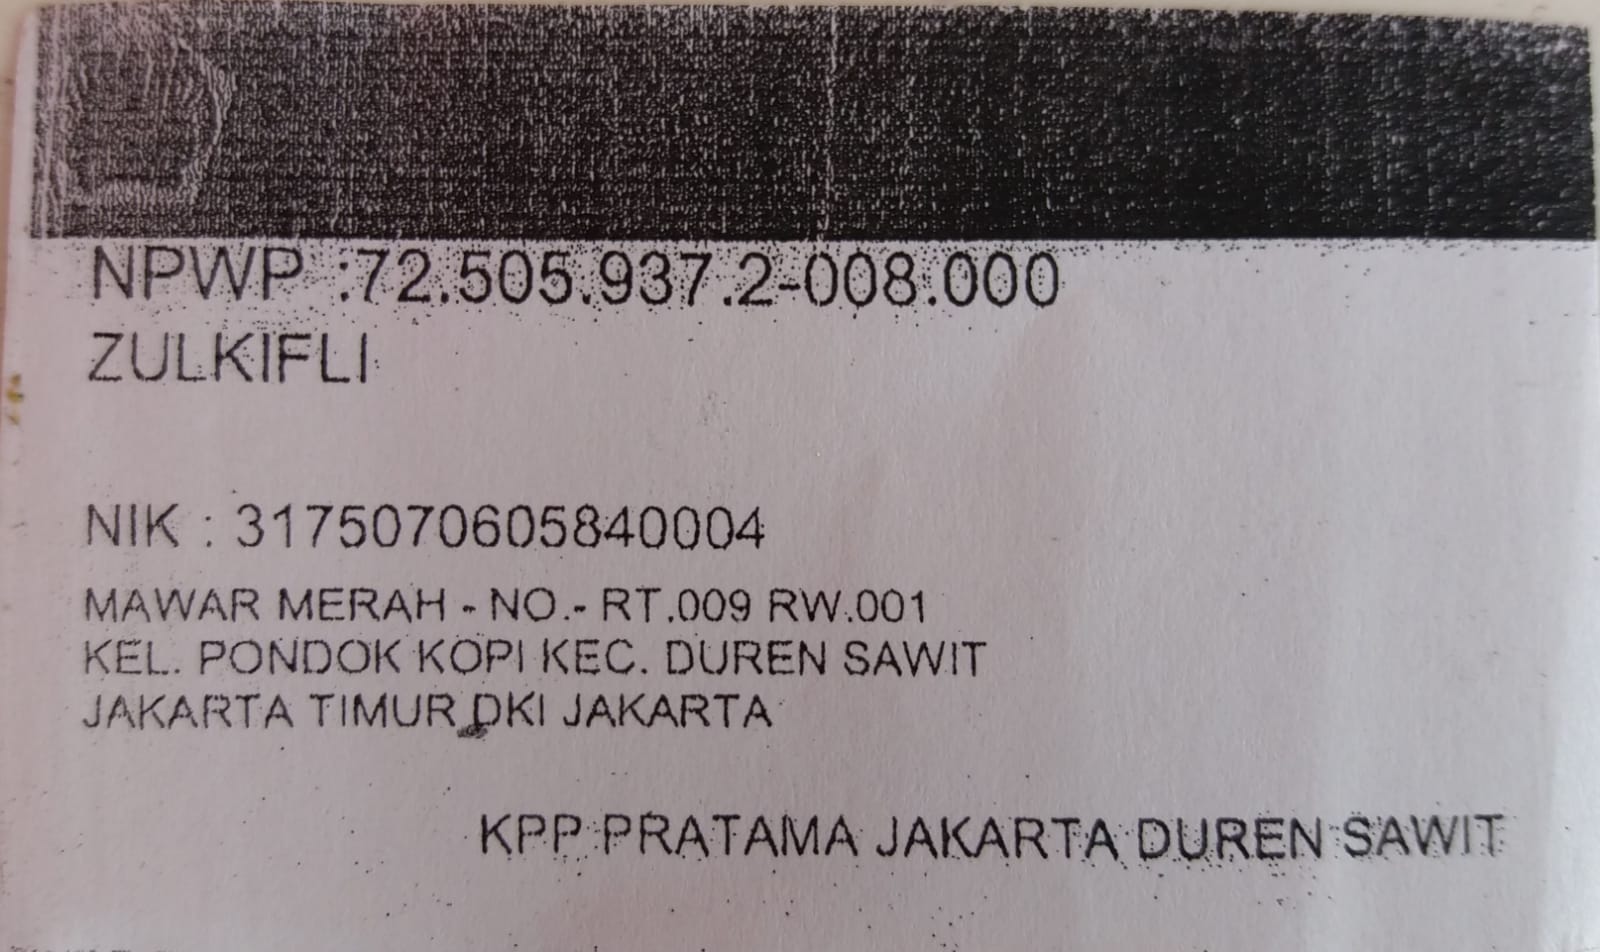 NPWP :72.505.937.2-008.000
ZULKIFLI
NIK : 3175070605840004
MAWAR MERAH - NO.- RT.009 RW.001
KEL. PONDOK KOPI KEC. DUREN SAWIT
JAKARTA TIMUR DKI JAKARTA
KPP PRATAMA JAKARTA DUREN SAWIT